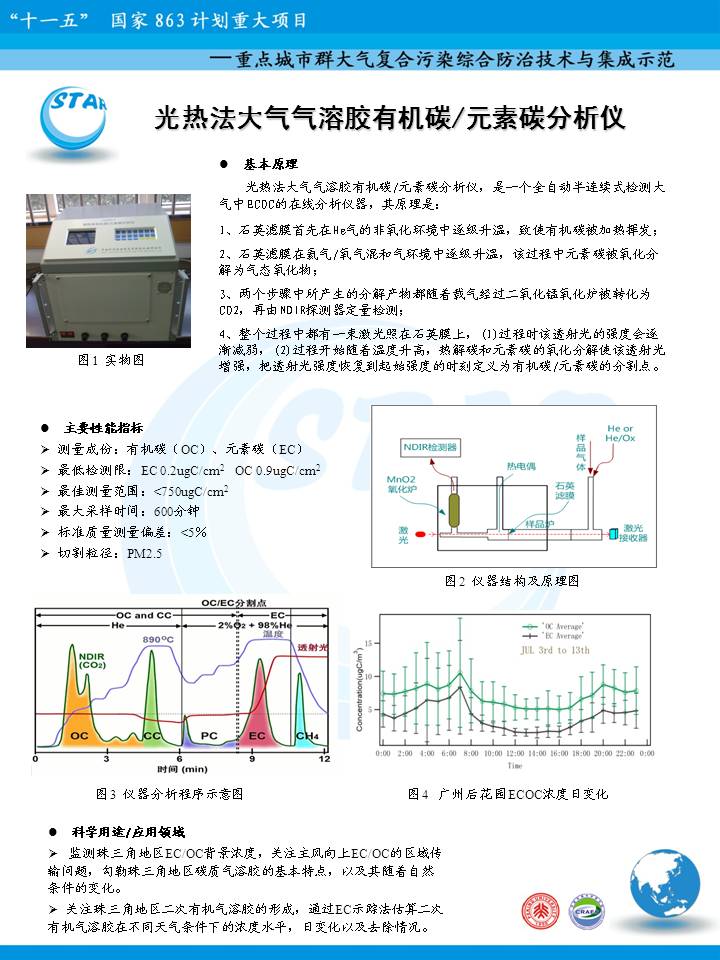 “十一五” 国家 863 计划重大项目
—重点城市群大气复合污染综合防治技术与集成示范
STAR
光热法大气气溶胶有机碳/元素碳分析仪
● 基本原理
光热法大气气溶胶有机碳/元素碳分析仪，是一个全自动半连续式检测大
气中ECOC的在线分析仪器，其原理是：
1、石英滤膜首先在He气的非氧化环境中逐级升温，致使有机碳被加热挥发；
2、石英滤膜在氦气/氧气混和气环境中逐级升温，该过程中元素碳被氧化分
解为气态氧化物；
3、两个步骤中所产生的分解产物都随着载气经过二氧化锰氧化炉被转化为
CO2，再由NDIR探测器定量检测；
4、整个过程中都有一束激光照在石英膜上，(1)过程时该透射光的强度会逐
渐减弱，(2)过程开始随着温度升高，热解碳和元素碳的氧化分解使该透射光
增强，把透射光强度恢复到起始强度的时刻定义为有机碳/元素碳的分割点。
图1 实物图
● 主要性能指标
➢ 测量成份：有机碳（OC）、元素碳（EC）
➢ 最低检测限：EC 0.2ugC/cm2 OC 0.9ugC/cm2
➢ 最佳测量范围：<750ugC/cm2
➢ 最大采样时间：600分钟
➢ 标准质量测量偏差：<5%
➢ 切割粒径：PM2.5
He or
He/Ox
样品气体
NDIR检测器
热电偶
MnO2
氧化炉
石英
滤膜
样品炉
激光
激光
接收器
图2 仪器结构及原理图
OC/EC分割点
OC and CC
EC
He
2%O2 + 98%He
890℃
温度
透射光
NDIR
(CO2)
OC
CC
PC
EC
CH4
0 3 6 9 12
时间 (min)
图3 仪器分析程序示意图
'OC Average'
'EC Average'
JUL 3rd to 13th
15
10
5
Concentration(ugC/m3)
0:00 2:00 4:00 6:00 8:00 10:00 12:00 14:00 16:00 18:00 20:00 22:00 0:00
Time
图4 广州后花园ECOC浓度日变化
● 科学用途/应用领域
➢ 监测珠三角地区EC/OC背景浓度，关注主风向上EC/OC的区域传
输问题，勾勒珠三角地区碳质气溶胶的基本特点，以及其随着自然
条件的变化。
➢ 关注珠三角地区二次有机气溶胶的形成，通过EC示踪法估算二次
有机气溶胶在不同天气条件下的浓度水平，日变化以及去除情况。
CRAES